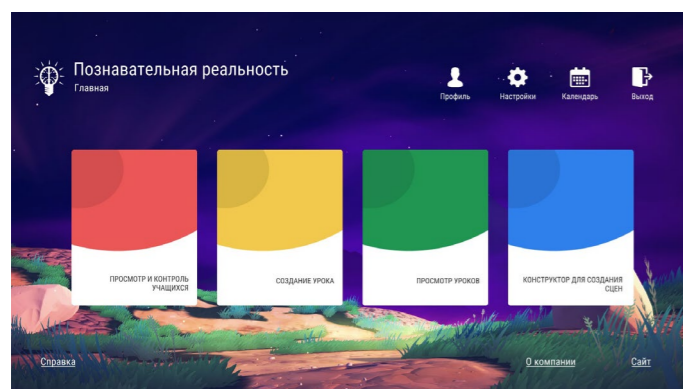 Познавательная реальность
Главная
Профиль
Настройки
Календарь
Выход
ПРОСМОТР И КОНТРОЛЬ
УЧАЩИХСЯ
СОЗДАНИЕ УРОКА
ПРОСМОТР УРОКОВ
КОНСТРУКТОР ДЛЯ СОЗДАНИЯ
СЦЕН
Справка
О компании
Сайт